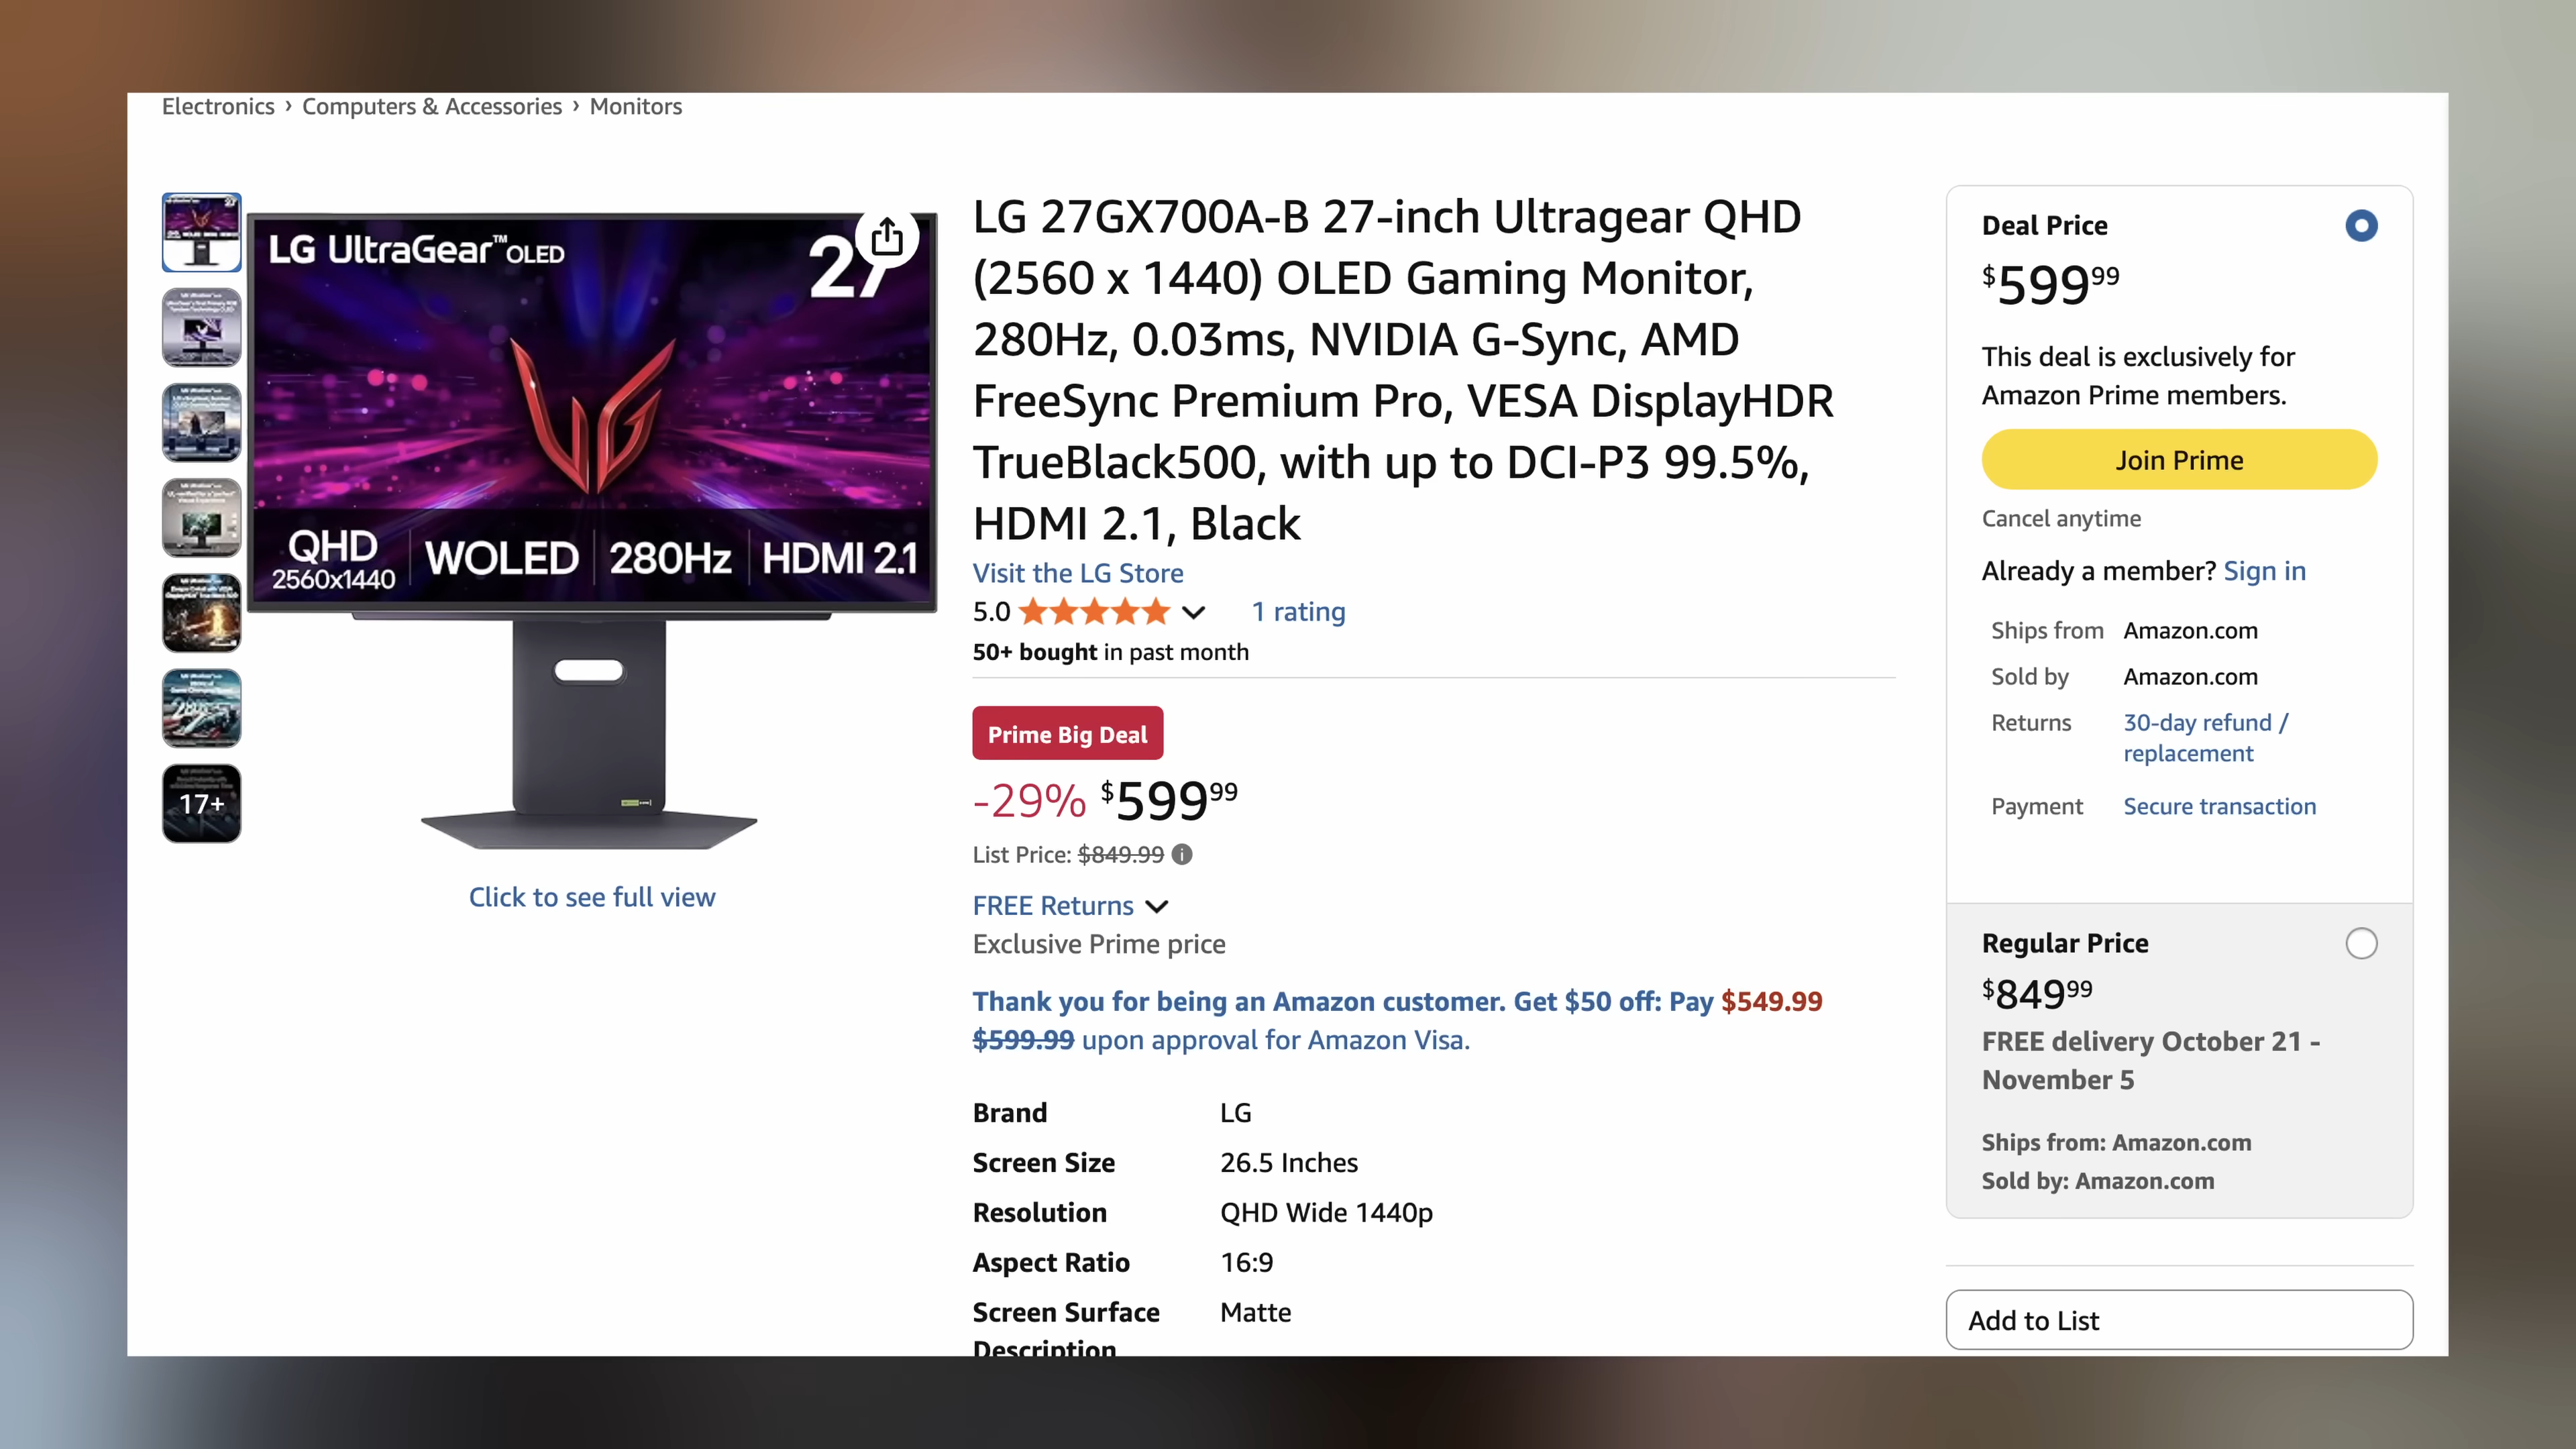 Electronics › Computers & Accessories › Monitors
LG UltraGear™ OLED
27
QHD
2560x1440
WOLED
280Hz
HDMI 2.1
17+
Click to see full view
LG 27GX700A-B 27-inch Ultragear QHD
(2560 x 1440) OLED Gaming Monitor,
280Hz, 0.03ms, NVIDIA G-Sync, AMD
FreeSync Premium Pro, VESA DisplayHDR
TrueBlack500, with up to DCI-P3 99.5%,
HDMI 2.1, Black
Visit the LG Store
5.0 1 rating
50+ bought in past month
Prime Big Deal
-29% $599.99
List Price: $849.99
FREE Returns
Exclusive Prime price
Thank you for being an Amazon customer. Get $50 off: Pay $549.99
$599.99 upon approval for Amazon Visa.
Brand LG
Screen Size 26.5 Inches
Resolution QHD Wide 1440p
Aspect Ratio 16:9
Screen Surface Matte
Description
Deal Price
$599.99
This deal is exclusively for
Amazon Prime members.
Join Prime
Cancel anytime
Already a member? Sign in
Ships from Amazon.com
Sold by Amazon.com
Returns 30-day refund /
replacement
Payment Secure transaction
Regular Price
$849.99
FREE delivery October 21 -
November 5
Ships from: Amazon.com
Sold by: Amazon.com
Add to List